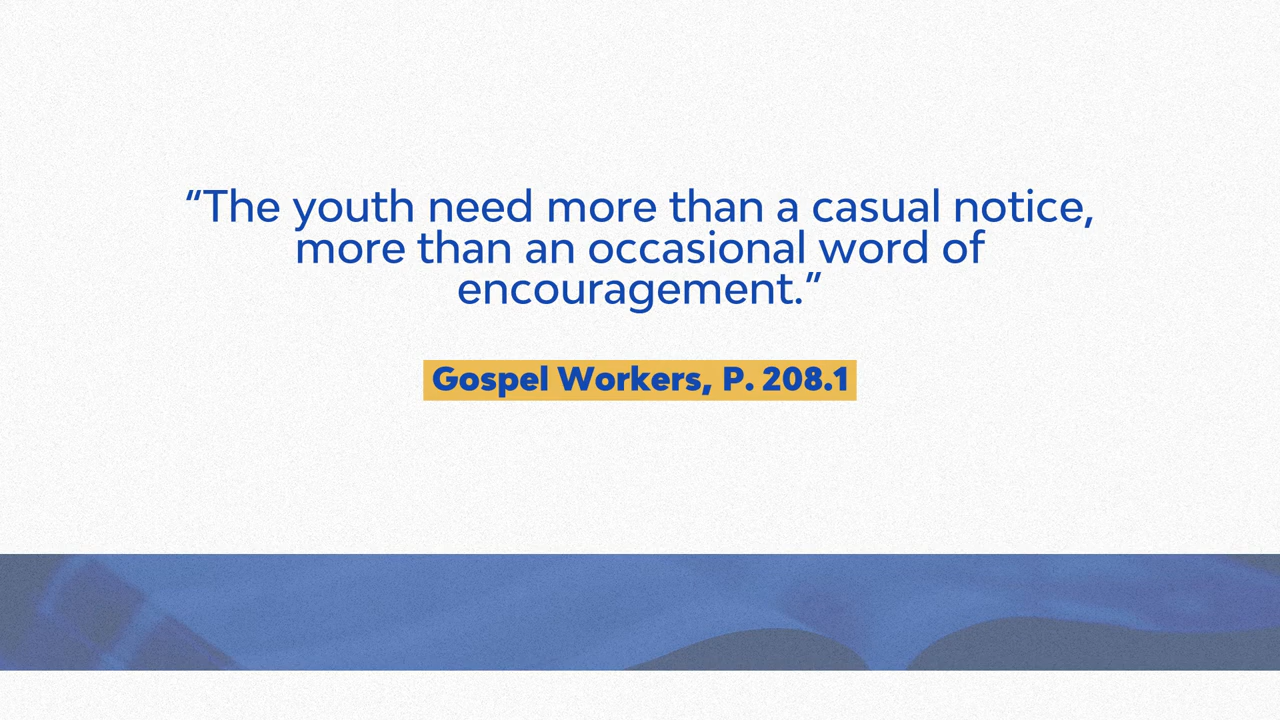 “The youth need more than a casual notice,
more than an occasional word of
encouragement.”
Gospel Workers, P. 208.1